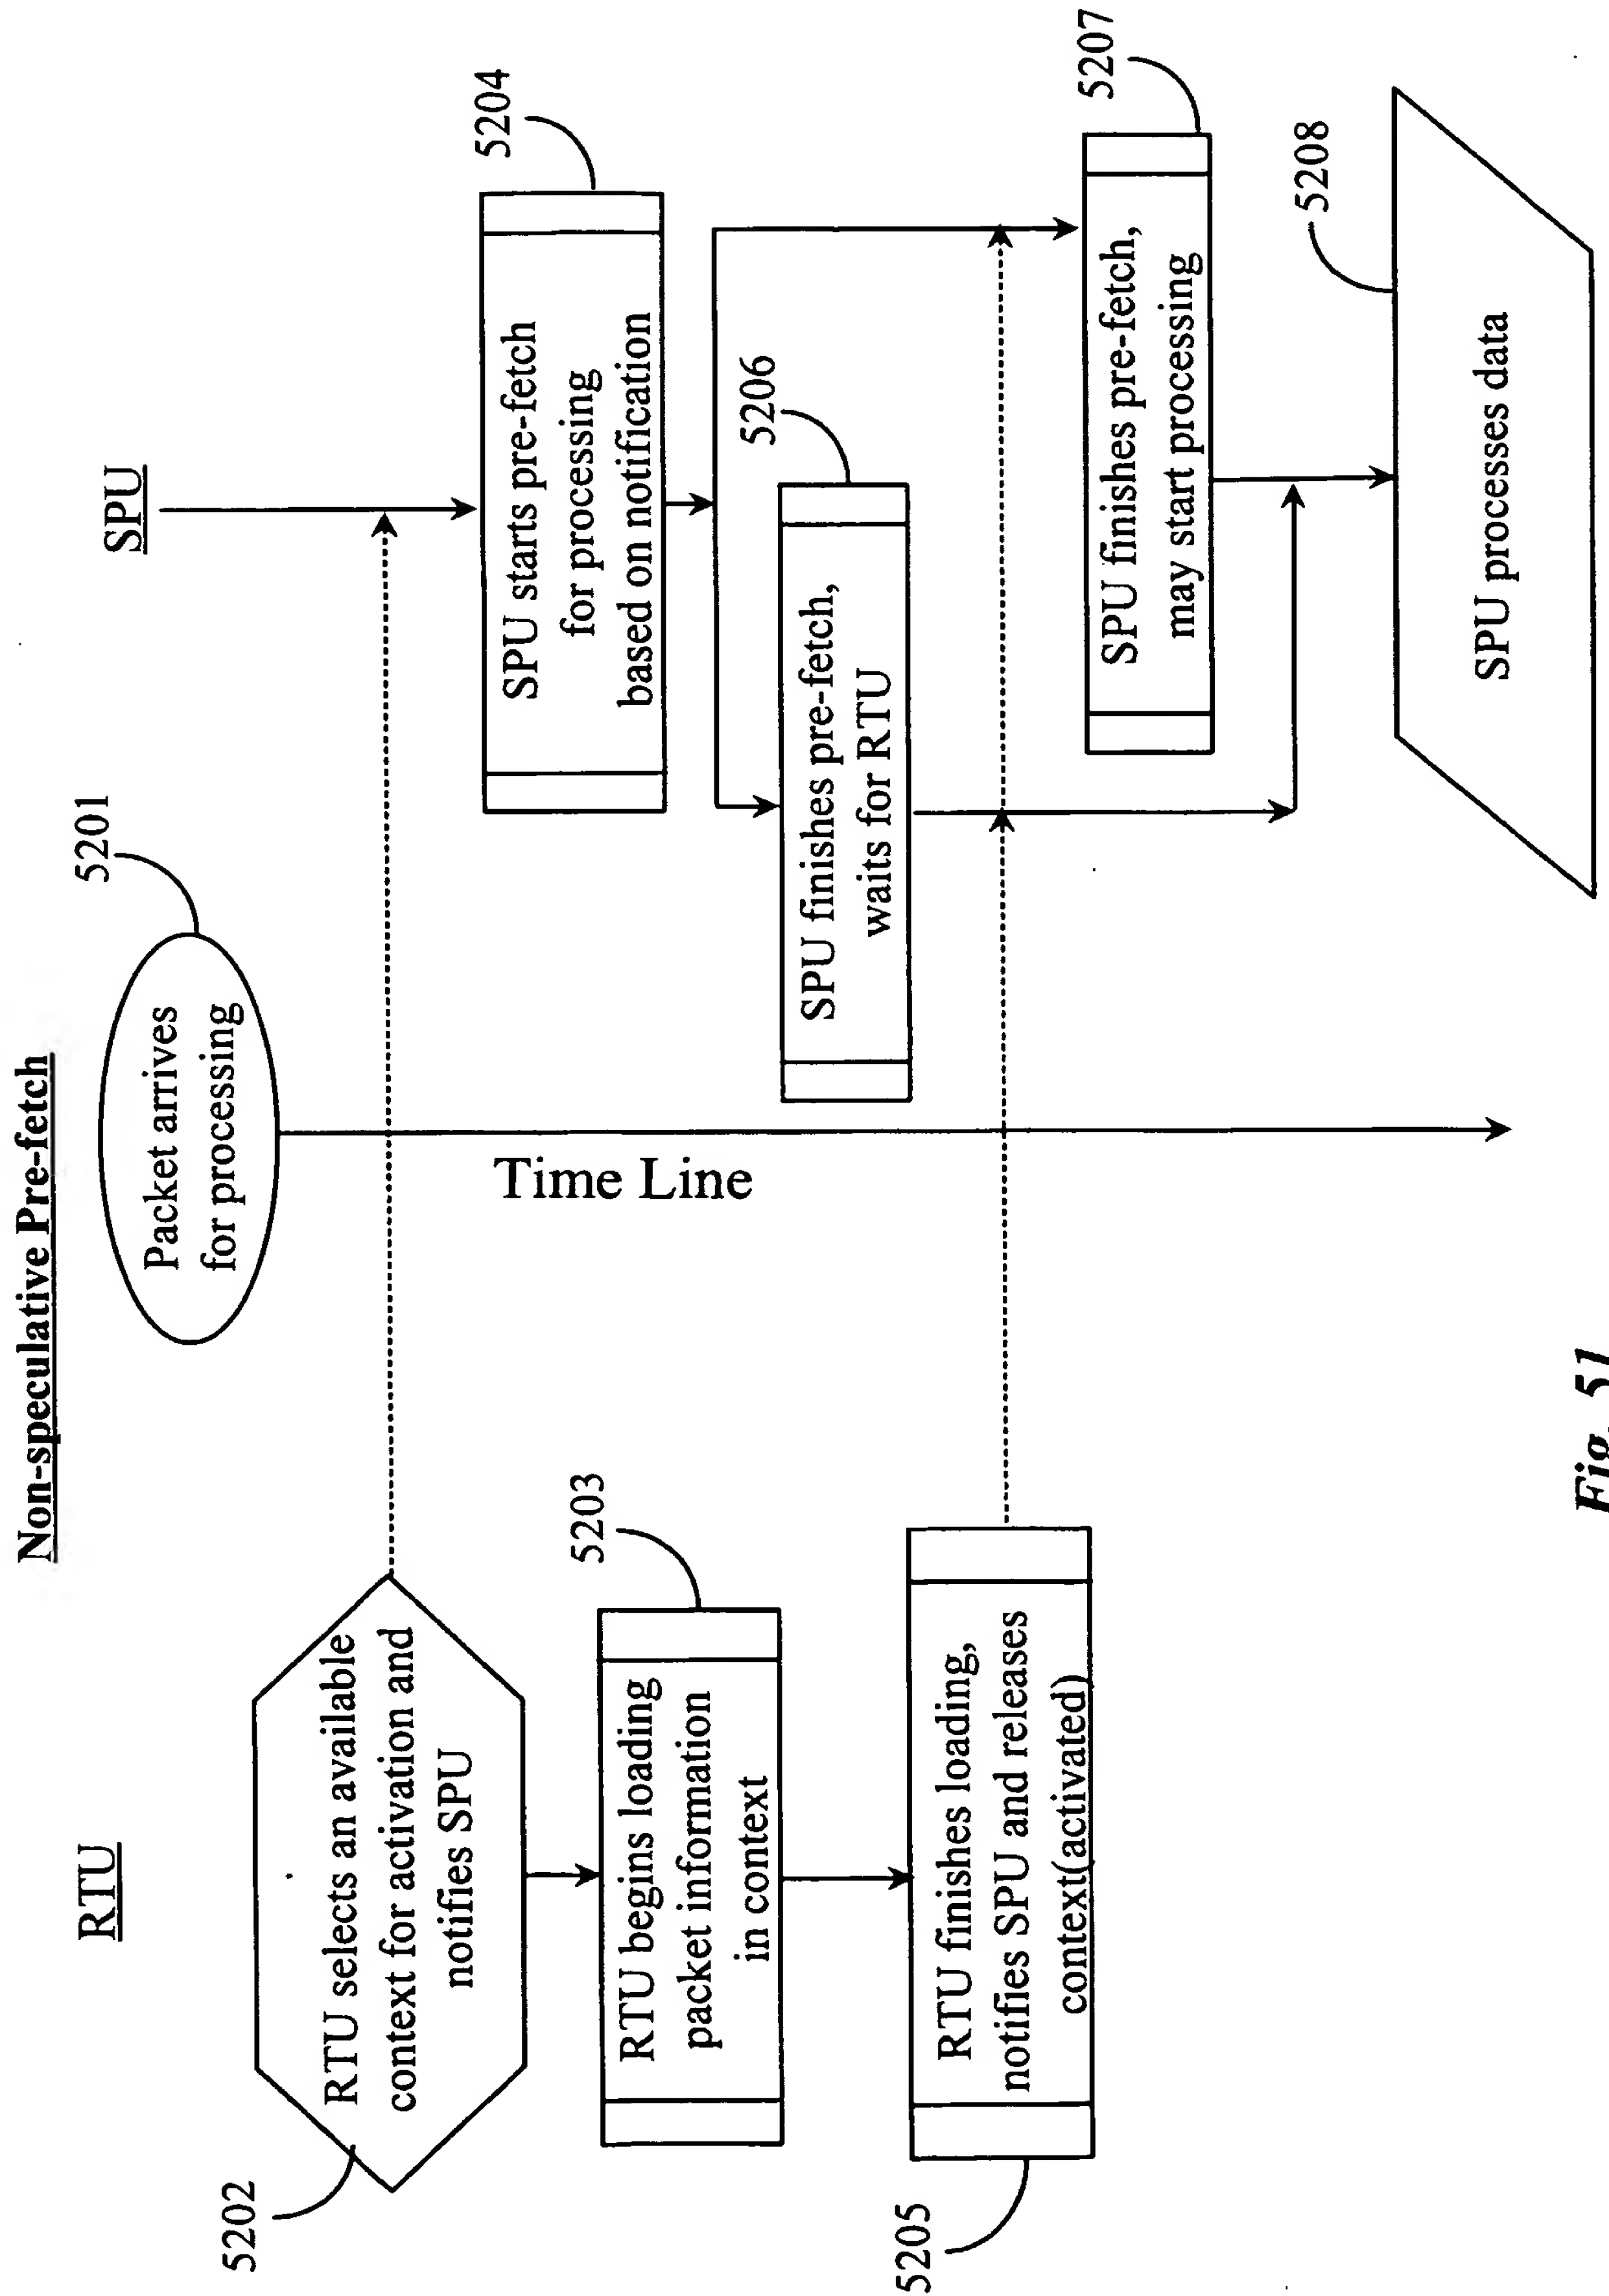 Non-speculative Pre-fetch
RTU
SPU
5201
Packet arrives
for processing
5202
RTU selects an available
context for activation and
notifies SPU
5204
SPU starts pre-fetch
for processing
based on notification
Time Line
5203
RTU begins loading
packet information
in context
5206
SPU finishes pre-fetch,
waits for RTU
5205
RTU finishes loading,
notifies SPU and releases
context(activated)
5207
SPU finishes pre-fetch,
may start processing
5208
SPU processes data
Fig. 51